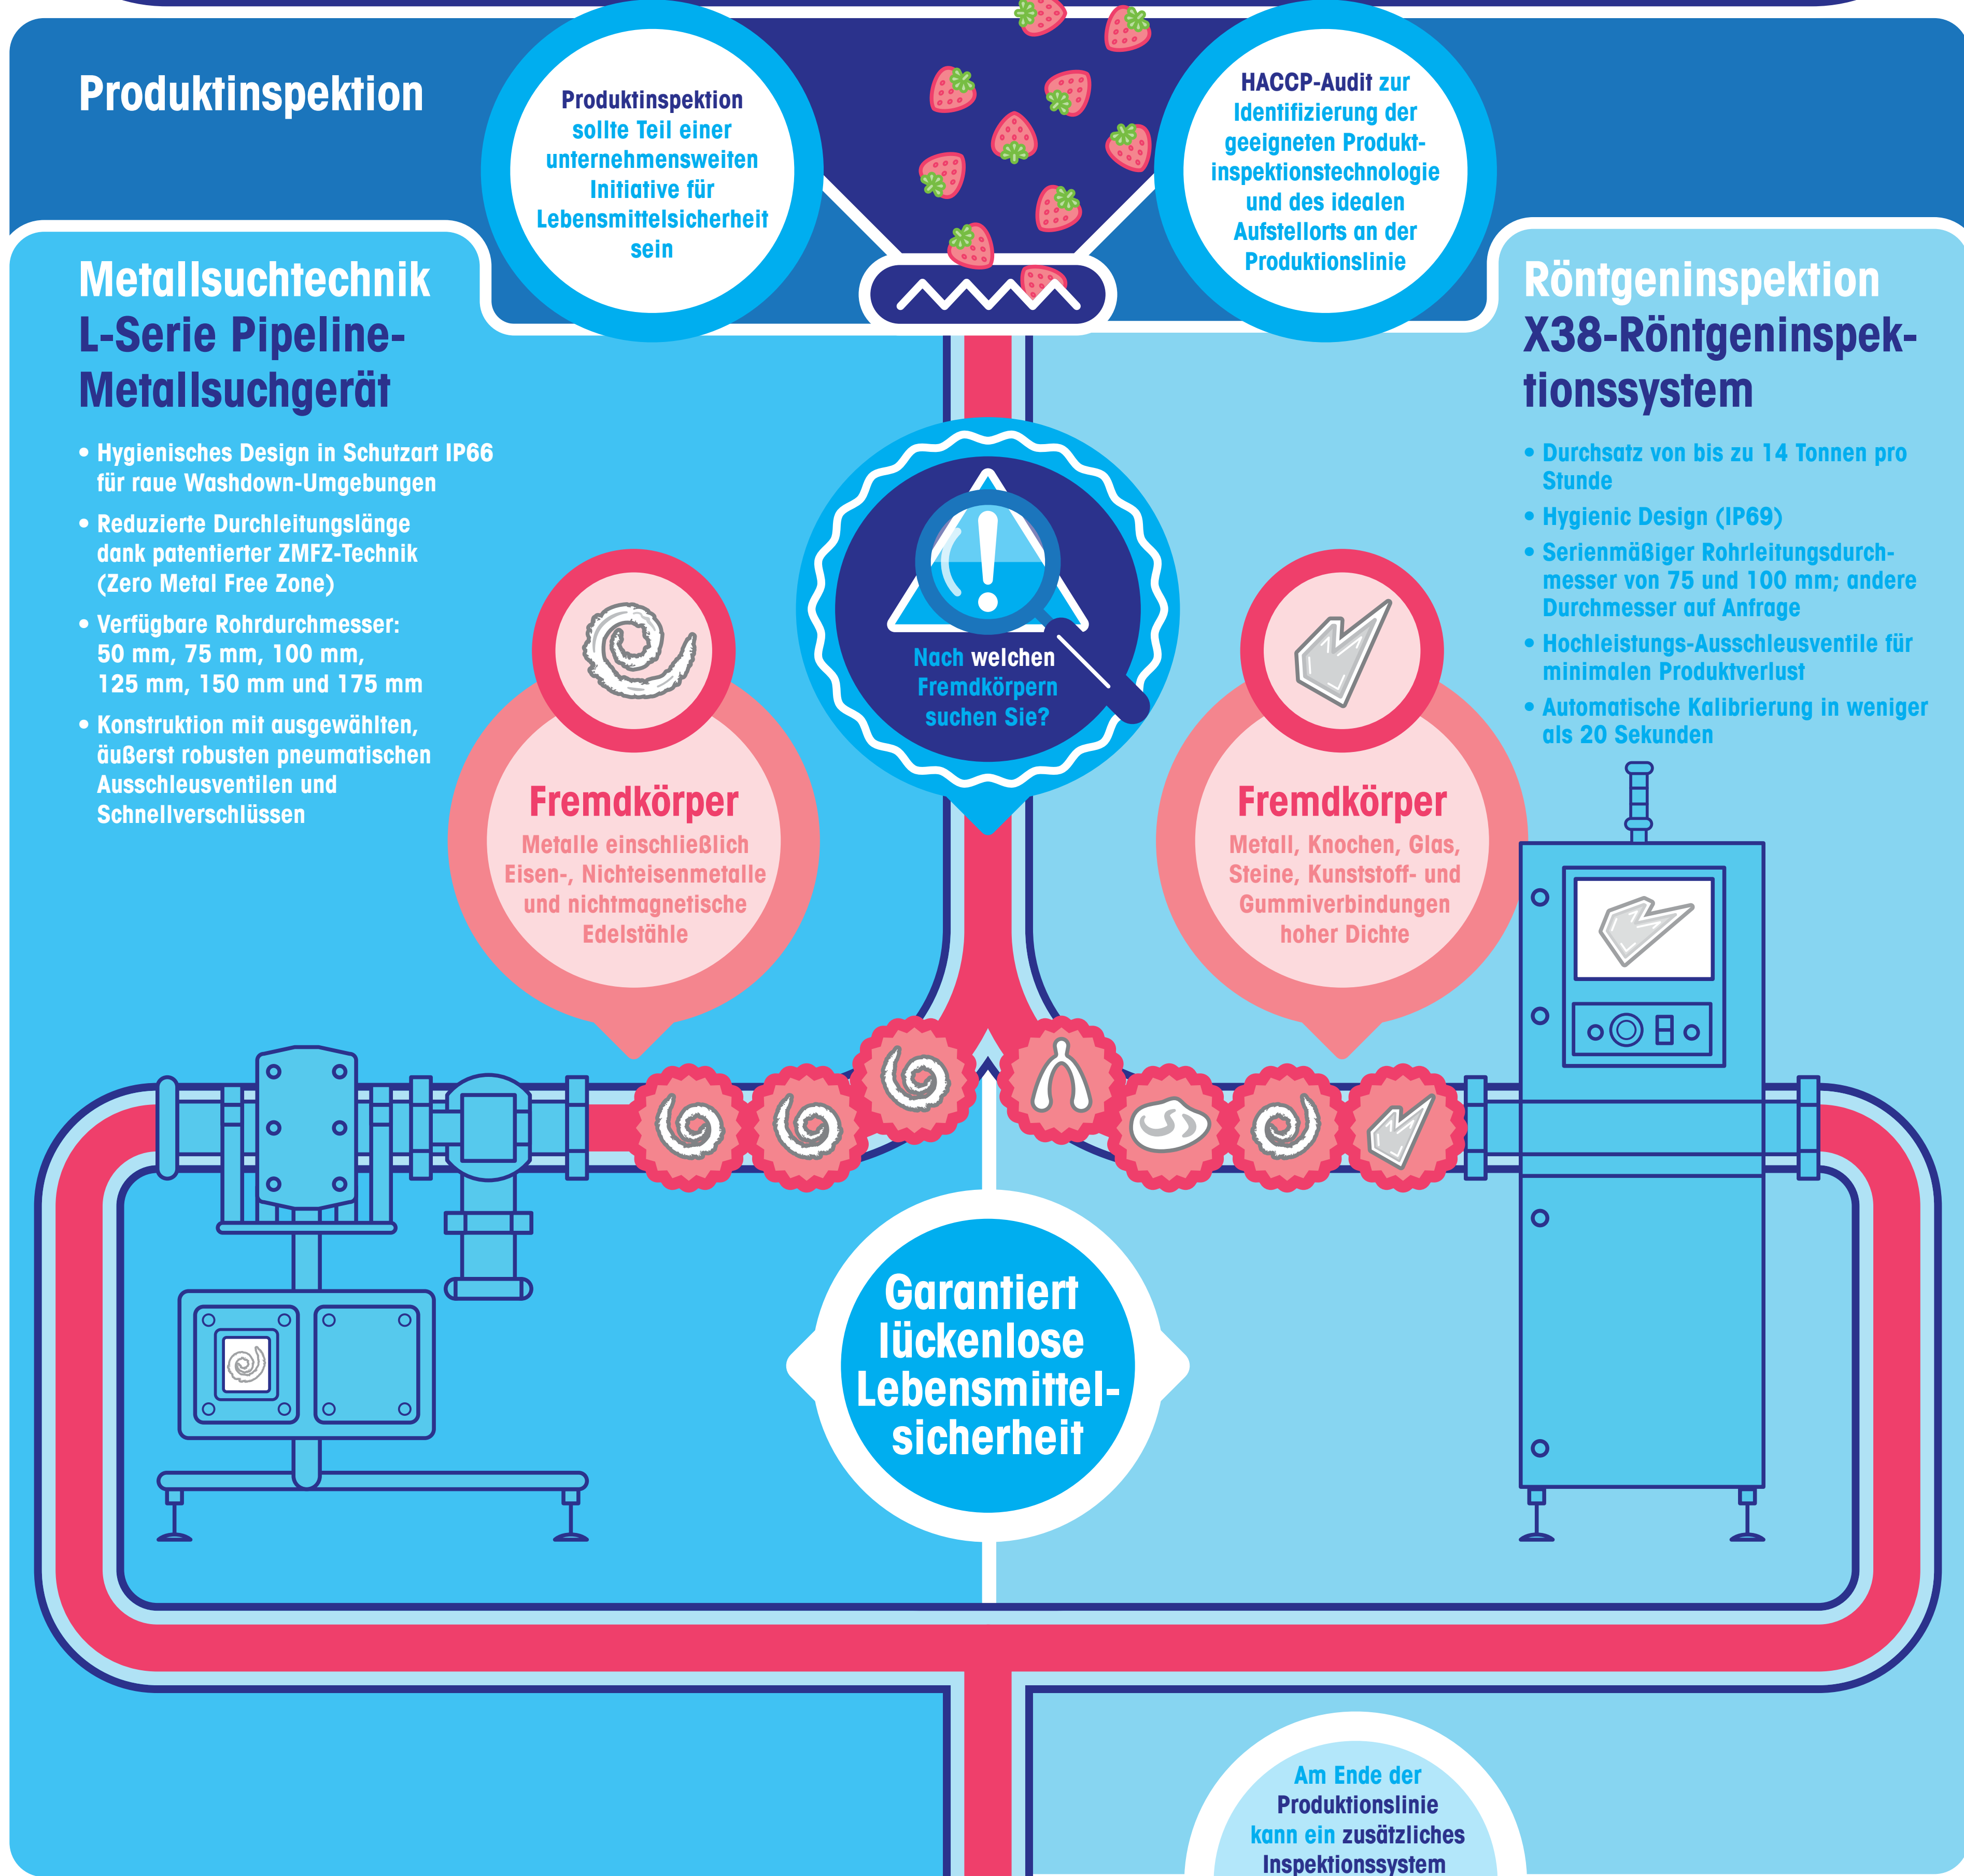 Produktinspektion
Produktinspektion
sollte Teil einer
unternehmensweiten
Initiative für
Lebensmittelsicherheit
sein
HACCP-Audit zur
Identifizierung der
geeigneten Produkt-
inspektionstechnologie
und des idealen
Aufstellorts an der
Produktionslinie
Metallsuchtechnik
L-Serie Pipeline-
Metallsuchgerät
• Hygienisches Design in Schutzart IP66
für raue Washdown-Umgebungen
• Reduzierte Durchleitungslänge
dank patentierter ZMFZ-Technik
(Zero Metal Free Zone)
• Verfügbare Rohrdurchmesser:
50 mm, 75 mm, 100 mm,
125 mm, 150 mm und 175 mm
• Konstruktion mit ausgewählten,
äußerst robusten pneumatischen
Ausschleusventilen und
Schnellverschlüssen
Nach welchen
Fremdkörpern
suchen Sie?
Röntgeninspektion
X38-Röntgeninspek-
tionssystem
• Durchsatz von bis zu 14 Tonnen pro
Stunde
• Hygienic Design (IP69)
• Serienmäßiger Rohrleitungsdurch-
messer von 75 und 100 mm; andere
Durchmesser auf Anfrage
• Hochleistungs-Ausschleusventile für
minimalen Produktverlust
• Automatische Kalibrierung in weniger
als 20 Sekunden
Fremdkörper
Metalle einschließlich
Eisen-, Nichteisenmetalle
und nichtmagnetische
Edelstähle
Fremdkörper
Metall, Knochen, Glas,
Steine, Kunststoff- und
Gummiverbindungen
hoher Dichte
Garantiert
lückenlose
Lebensmittel-
sicherheit
Am Ende der
Produktionslinie
kann ein zusätzliches
Inspektionssystem